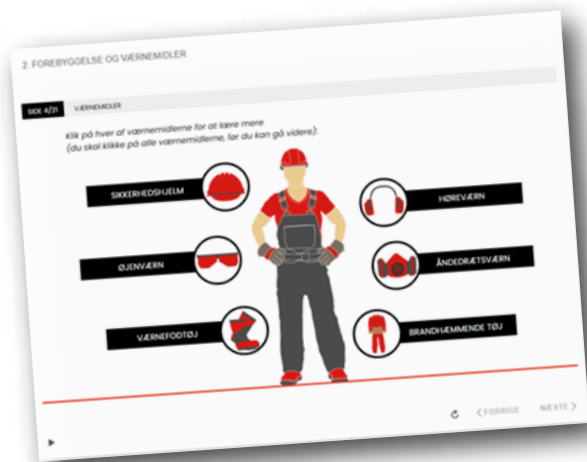 2. FOREBYGGELSE OG VÆRNEMIDLER
SIDE 4/21 VÆRNEMIDLER
Klik på hver af værnemidlerne for at lære mere
(du skal klikke på alle værnemidlerne, før du kan gå videre):
SIKKERHEDSHJELM
HØREVÆRN
ØJENVÆRN
ÅNDEDRÆTSVÆRN
VÆRNEFODTØJ
BRANDHÆMMENDE TØJ
FORRIGE NÆSTE